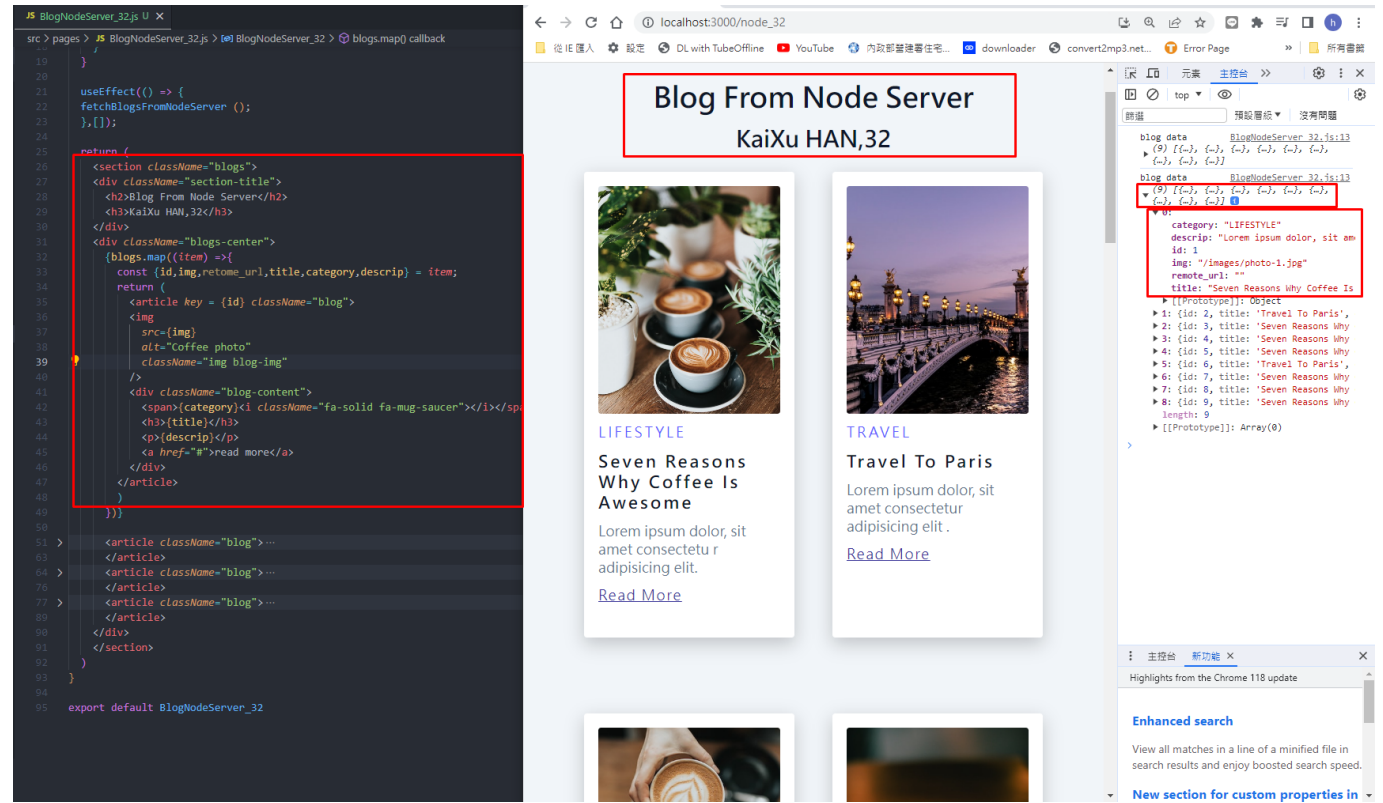 JS BlogNodeServer_32.js U ×
src > pages > JS BlogNodeServer_32.js > BlogNodeServer_32 > blogs.map() callback
19 }
20
21 useEffect(() => {
22 fetchBlogsFromNodeServer ();
23 },[]);
24
25 return (
26 <section className="blogs">
27 <div className="section-title">
28 <h2>Blog From Node Server</h2>
29 <h3>KaiXu HAN,32</h3>
30 </div>
31 <div className="blogs-center">
32 {blogs.map((item) =>{
33 const {id,img,retome_url,title,category,descrip} = item;
34 return (
35 <article key = {id} className="blog">
36 <img
37 src={img}
38 alt="Coffee photo"
39 className="img blog-img"
40 />
41 <div className="blog-content">
42 <span>{category}<i className="fa-solid fa-mug-saucer"></i></spa
43 <h3>{title}</h3>
44 <p>{descrip}</p>
45 <a href="#">read more</a>
46 </div>
47 </article>
48 )
49 })}
50
51 > <article className="blog">…
63 </article>
64 > <article className="blog">…
76 </article>
77 > <article className="blog">…
89 </article>
90 </div>
91 </section>
92 )
93 }
94
95 export default BlogNodeServer_32
localhost:3000/node_32
h
從 IE 匯入 設定 DL with TubeOffline YouTube 內政部營建署住宅... downloader convert2mp3.net... Error Page » 所有書籤
Blog From Node Server
KaiXu HAN,32
LIFESTYLE
Seven Reasons
Why Coffee Is
Awesome
Lorem ipsum dolor, sit
amet consectetu r
adipisicing elit.
Read More
TRAVEL
Travel To Paris
Lorem ipsum dolor, sit
amet consectetur
adipisicing elit .
Read More
元素 主控台 »
top ▼
篩選 預設層級 ▼ 沒有問題
blog data BlogNodeServer_32.js:13
(9) [{…}, {…}, {…}, {…}, {…}, {…},
{…}, {…}, {…}]
blog data BlogNodeServer_32.js:13
(9) [{…}, {…}, {…}, {…}, {…}, {…},
{…}, {…}, {…}] i
0:
category: "LIFESTYLE"
descrip: "Lorem ipsum dolor, sit am
id: 1
img: "/images/photo-1.jpg"
remote_url: ""
title: "Seven Reasons Why Coffee Is
[[Prototype]]: Object
1: {id: 2, title: 'Travel To Paris',
2: {id: 3, title: 'Seven Reasons Why
3: {id: 4, title: 'Seven Reasons Why
4: {id: 5, title: 'Seven Reasons Why
5: {id: 6, title: 'Travel To Paris',
6: {id: 7, title: 'Seven Reasons Why
7: {id: 8, title: 'Seven Reasons Why
8: {id: 9, title: 'Seven Reasons Why
length: 9
[[Prototype]]: Array(0)
主控台 新功能 ×
Highlights from the Chrome 118 update
Enhanced search
View all matches in a line of a minified file in
search results and enjoy boosted search speed.
New section for custom properties in